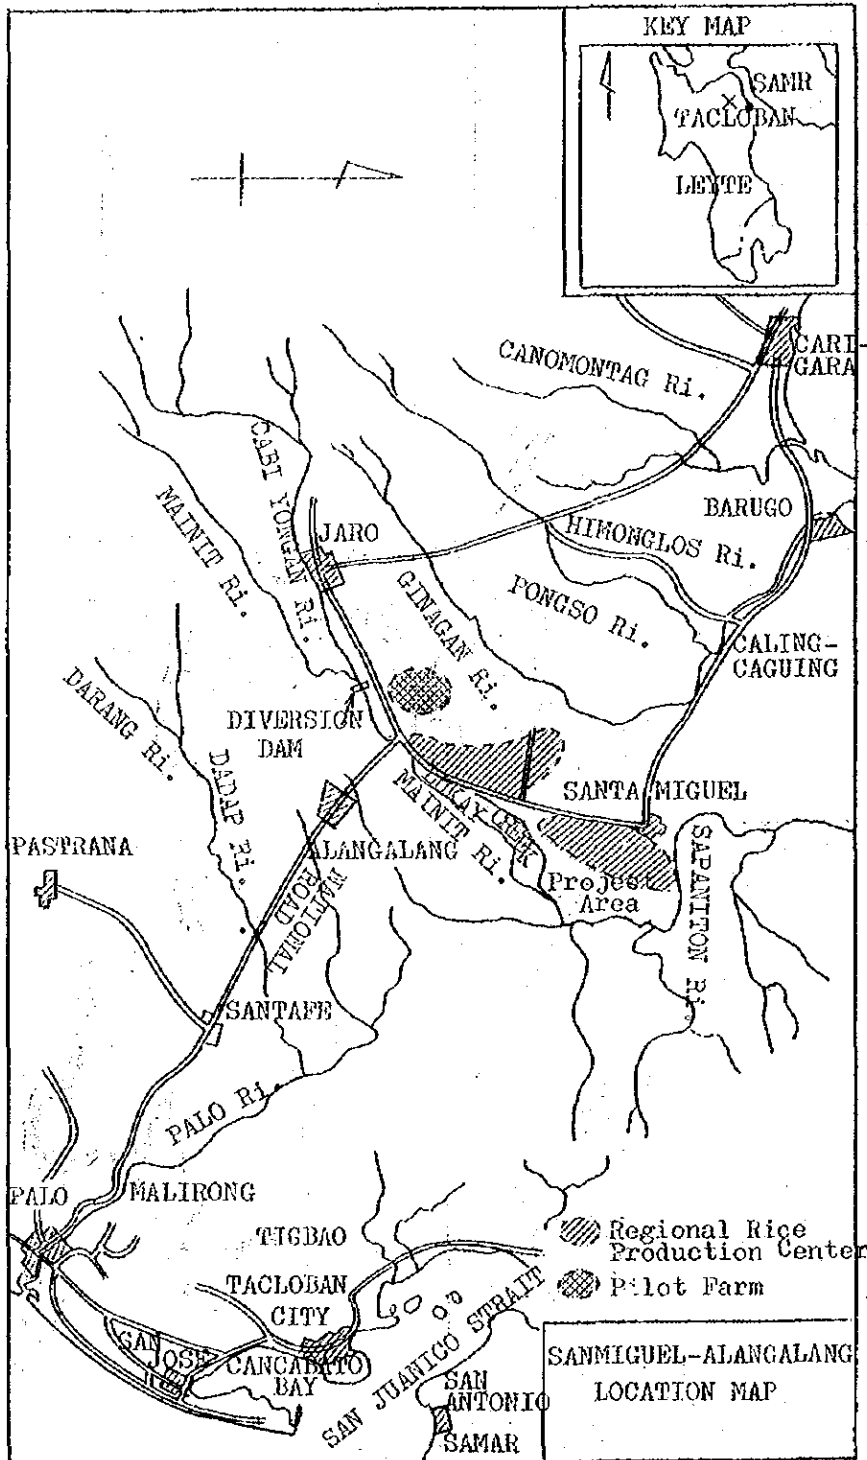 KEY MAP
SAMR
TACLOBAN
LEYTE
CARI-
GARA
CANOMONTAG Ri.
CABI YONGAN Ri.
MAINIT Ri.
BARUGO
JARO
HIMONGLOS Ri.
GINAGAN Ri.
PONGSO Ri.
CALING-
CAGUING
DARANG Ri.
DIVERSION
DAM
DADAP Ri.
SANTA MIGUEL
MAINIT Ri.
PASTRANA
ALANGALANG
Project
Area
SAPANITON Ri.
NATIONAL
ROAD
SANTAFE
PALO Ri.
PALO
MALIRONG
TIGBAO
Regional Rice
Production Center
TACLOBAN
CITY
Pilot Farm
SAN JUANICO STRAIT
SAN
JOSE
CANCABATO
BAY
SAN
ANTONIO
SAMAR
SANMIGUEL-ALANGALANG
LOCATION MAP